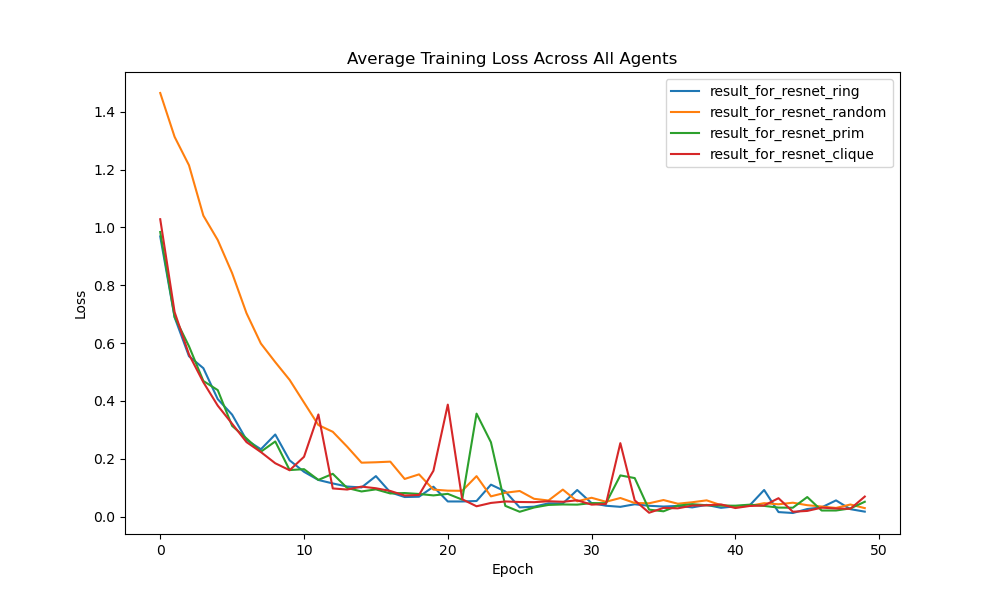 Average Training Loss Across All Agents
result_for_resnet_ring
result_for_resnet_random
result_for_resnet_prim
result_for_resnet_clique
Loss
1.4
1.2
1.0
0.8
0.6
0.4
0.2
0.0
0 10 20 30 40 50
Epoch